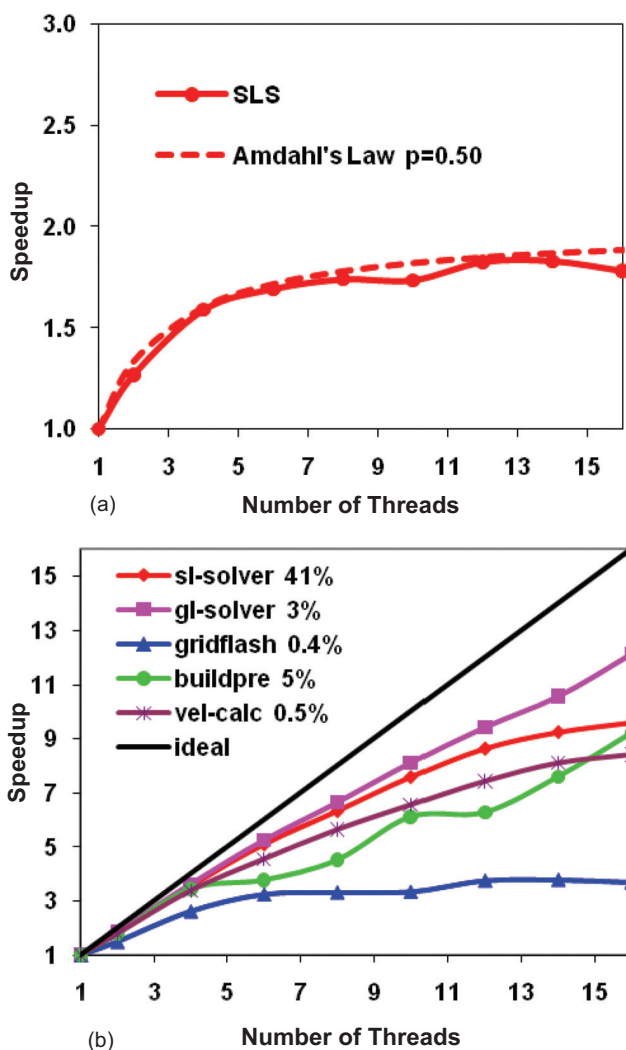 3.0
2.5
2.0
1.5
1.0
Speedup
SLS
Amdahl's Law p=0.50
1 3 5 7 9 11 13 15
(a) Number of Threads
15
13
11
9
7
5
3
1
Speedup
sl-solver 41%
gl-solver 3%
gridflash 0.4%
buildpre 5%
vel-calc 0.5%
ideal
1 3 5 7 9 11 13 15
(b) Number of Threads